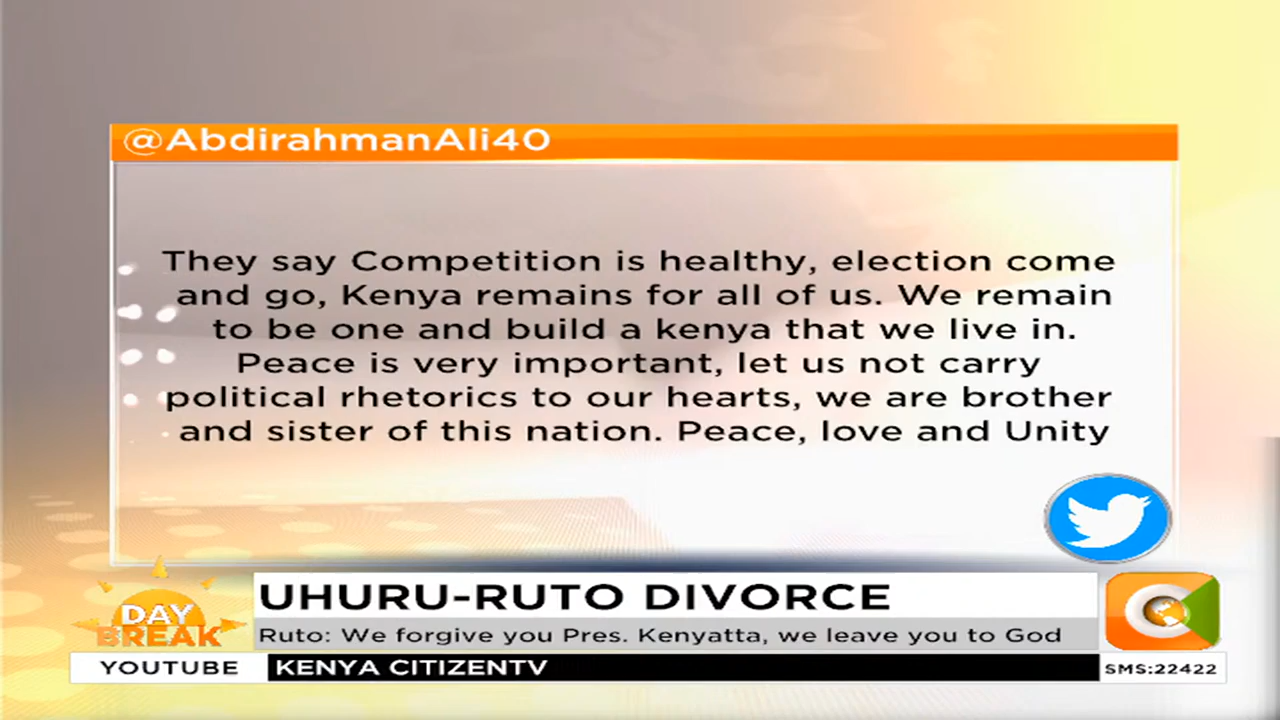 @AbdirahmanAli40
They say Competition is healthy, election come
and go, Kenya remains for all of us. We remain
to be one and build a kenya that we live in.
Peace is very important, let us not carry
political rhetorics to our hearts, we are brother
and sister of this nation. Peace, love and Unity
DAY
BREAK
UHURU-RUTO DIVORCE
Ruto: We forgive you Pres. Kenyatta, we leave you to God
YOUTUBE
KENYA CITIZENTV
SMS:22422